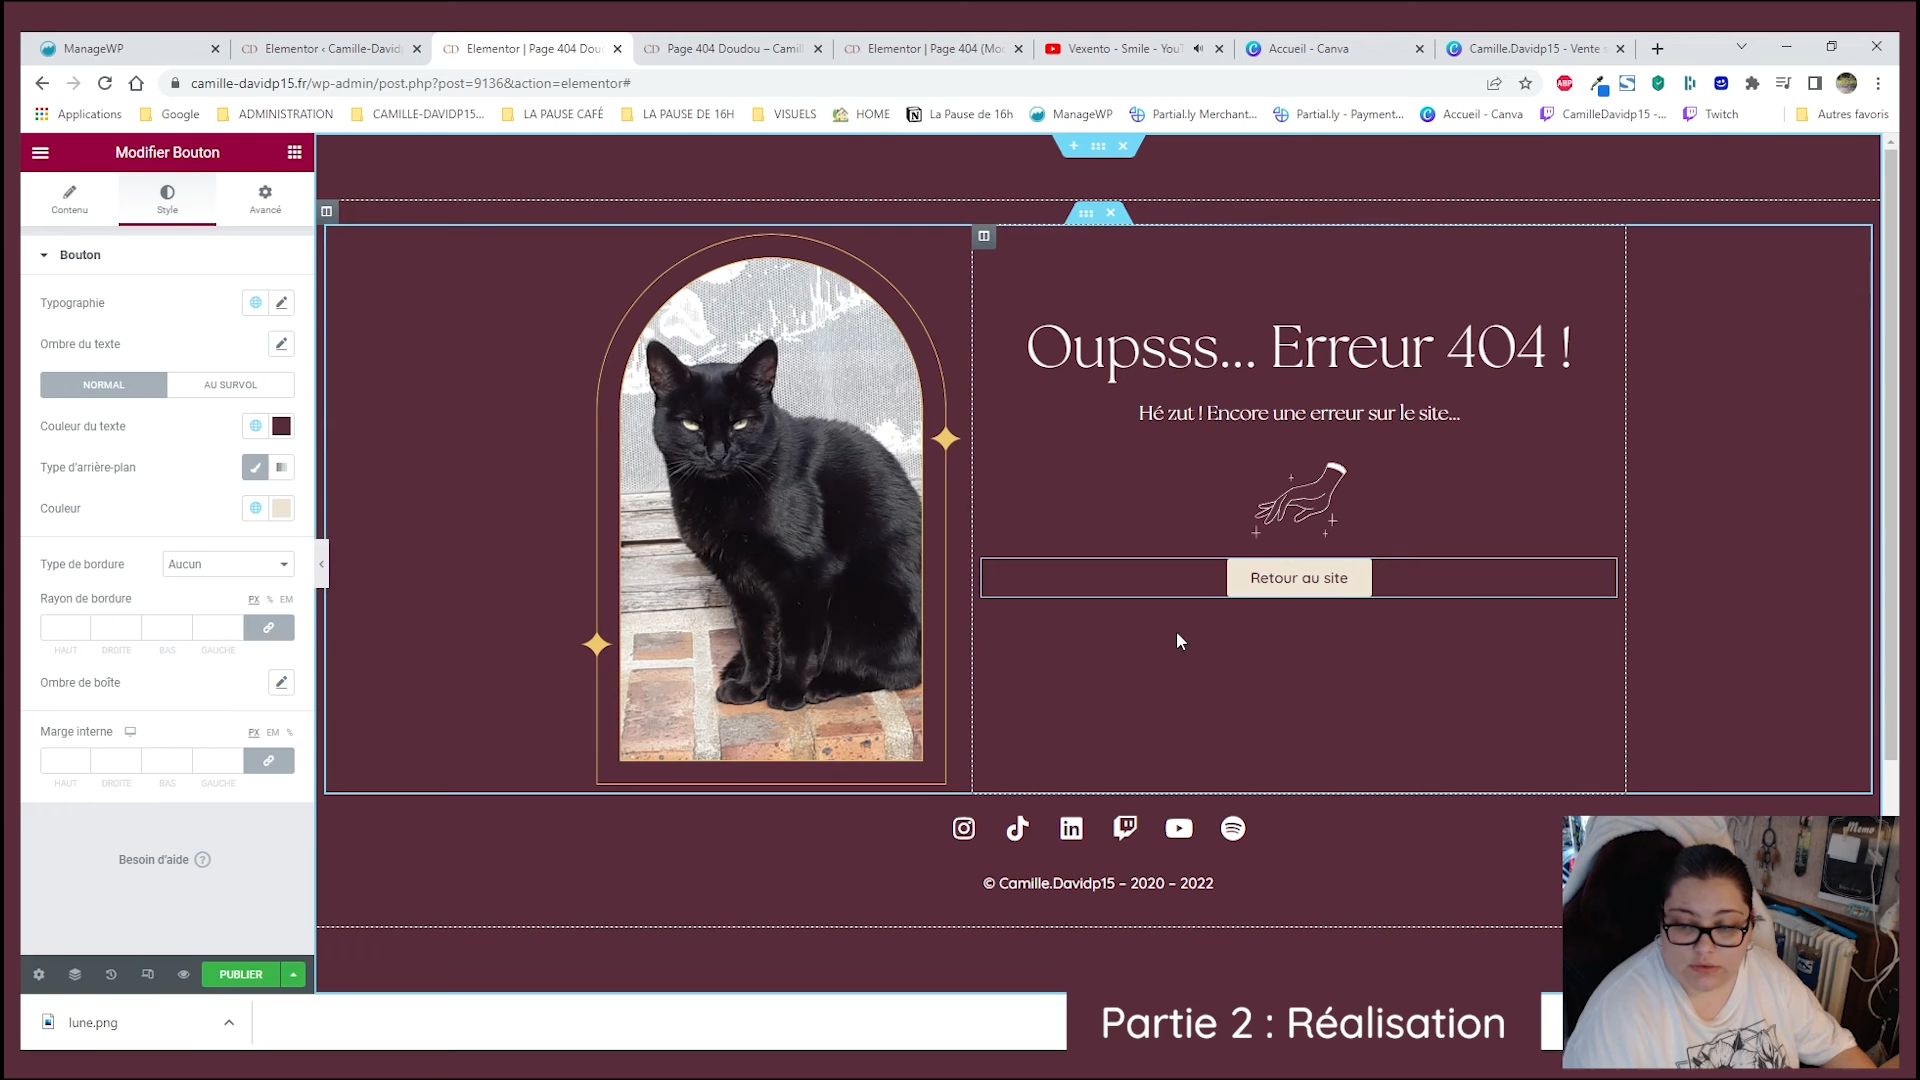 ManageWP
Elementor ‹ Camille-David
Elementor | Page 404 Dou
Page 404 Doudou – Camil
Elementor | Page 404 (Mo
Vexento - Smile - You
Accueil - Canva
Camille.Davidp15 - Vente
camille-davidp15.fr/wp-admin/post.php?post=9136&action=elementor#
ABP
Applications
Google
ADMINISTRATION
CAMILLE-DAVIDP15...
LA PAUSE CAFÉ
LA PAUSE DE 16H
VISUELS
HOME
La Pause de 16h
ManageWP
Partial.ly Merchant...
Partial.ly - Payment...
Accueil - Canva
CamilleDavidp15 -...
Twitch
Autres favoris
Modifier Bouton
Contenu
Style
Avancé
Bouton
Typographie
Ombre du texte
NORMAL
AU SURVOL
Couleur du texte
Type d'arrière-plan
Couleur
Type de bordure
Aucun
Rayon de bordure
PX % EM
HAUT DROITE BAS GAUCHE
Ombre de boîte
Marge interne
PX EM %
HAUT DROITE BAS GAUCHE
Besoin d'aide ?
PUBLIER
Oupsss... Erreur 404 !
Hé zut ! Encore une erreur sur le site...
Retour au site
© Camille.Davidp15 – 2020 – 2022
lune.png
Partie 2 : Réalisation
Memo